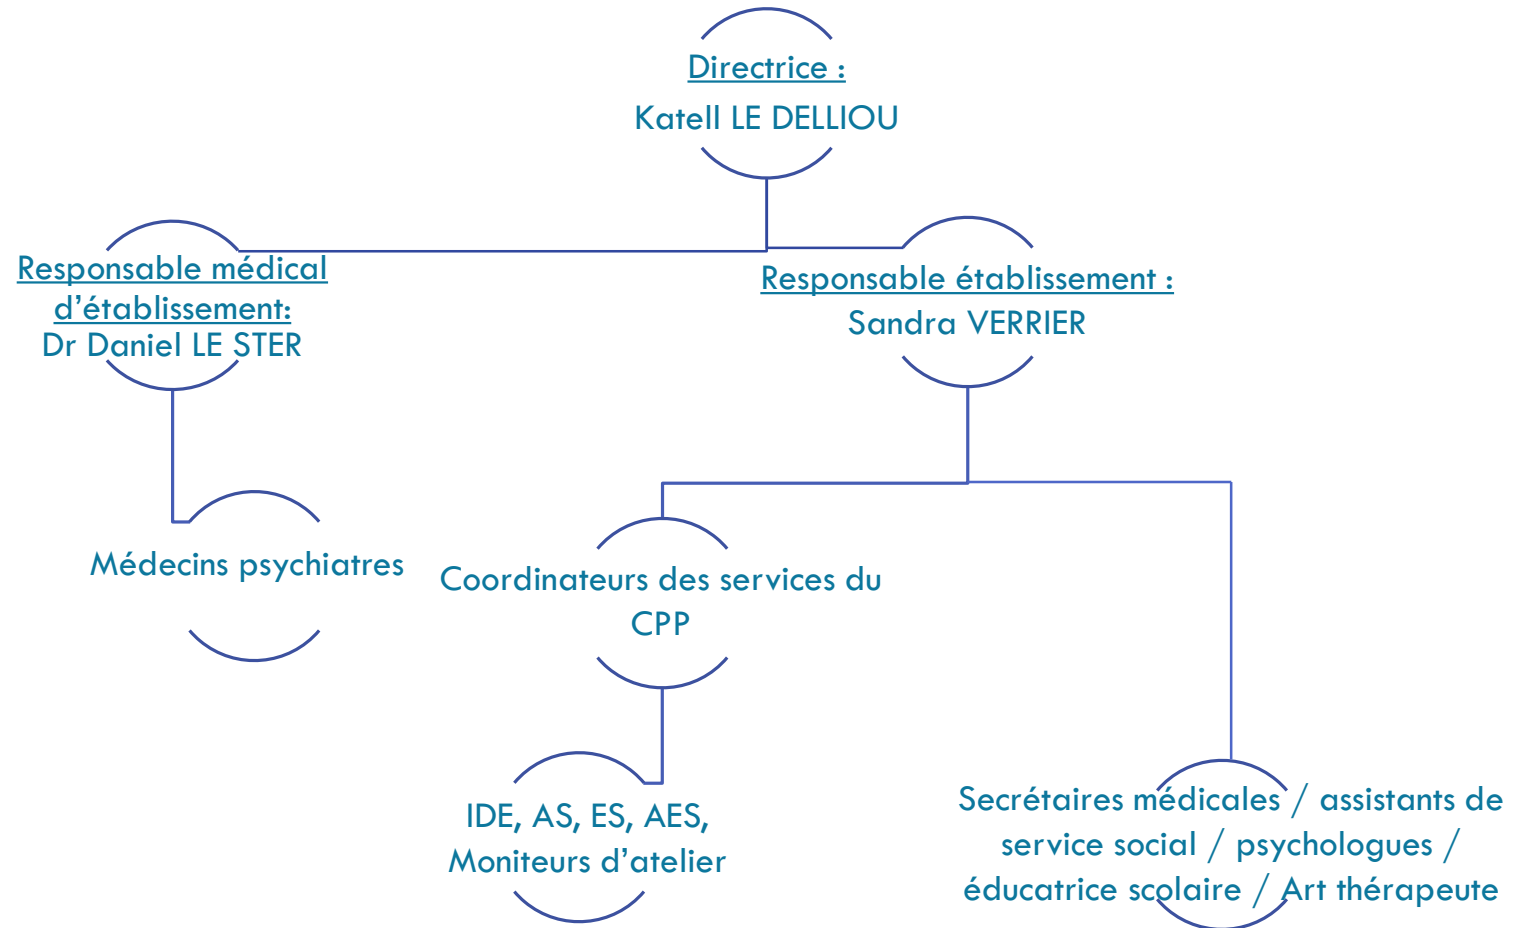 Directrice :
Katell LE DELLIOU
Responsable médical
d’établissement:
Dr Daniel LE STER
Responsable établissement :
Sandra VERRIER
Médecins psychiatres
Coordinateurs des services du
CPP
IDE, AS, ES, AES,
Moniteurs d’atelier
Secrétaires médicales / assistants de
service social / psychologues /
éducatrice scolaire / Art thérapeute